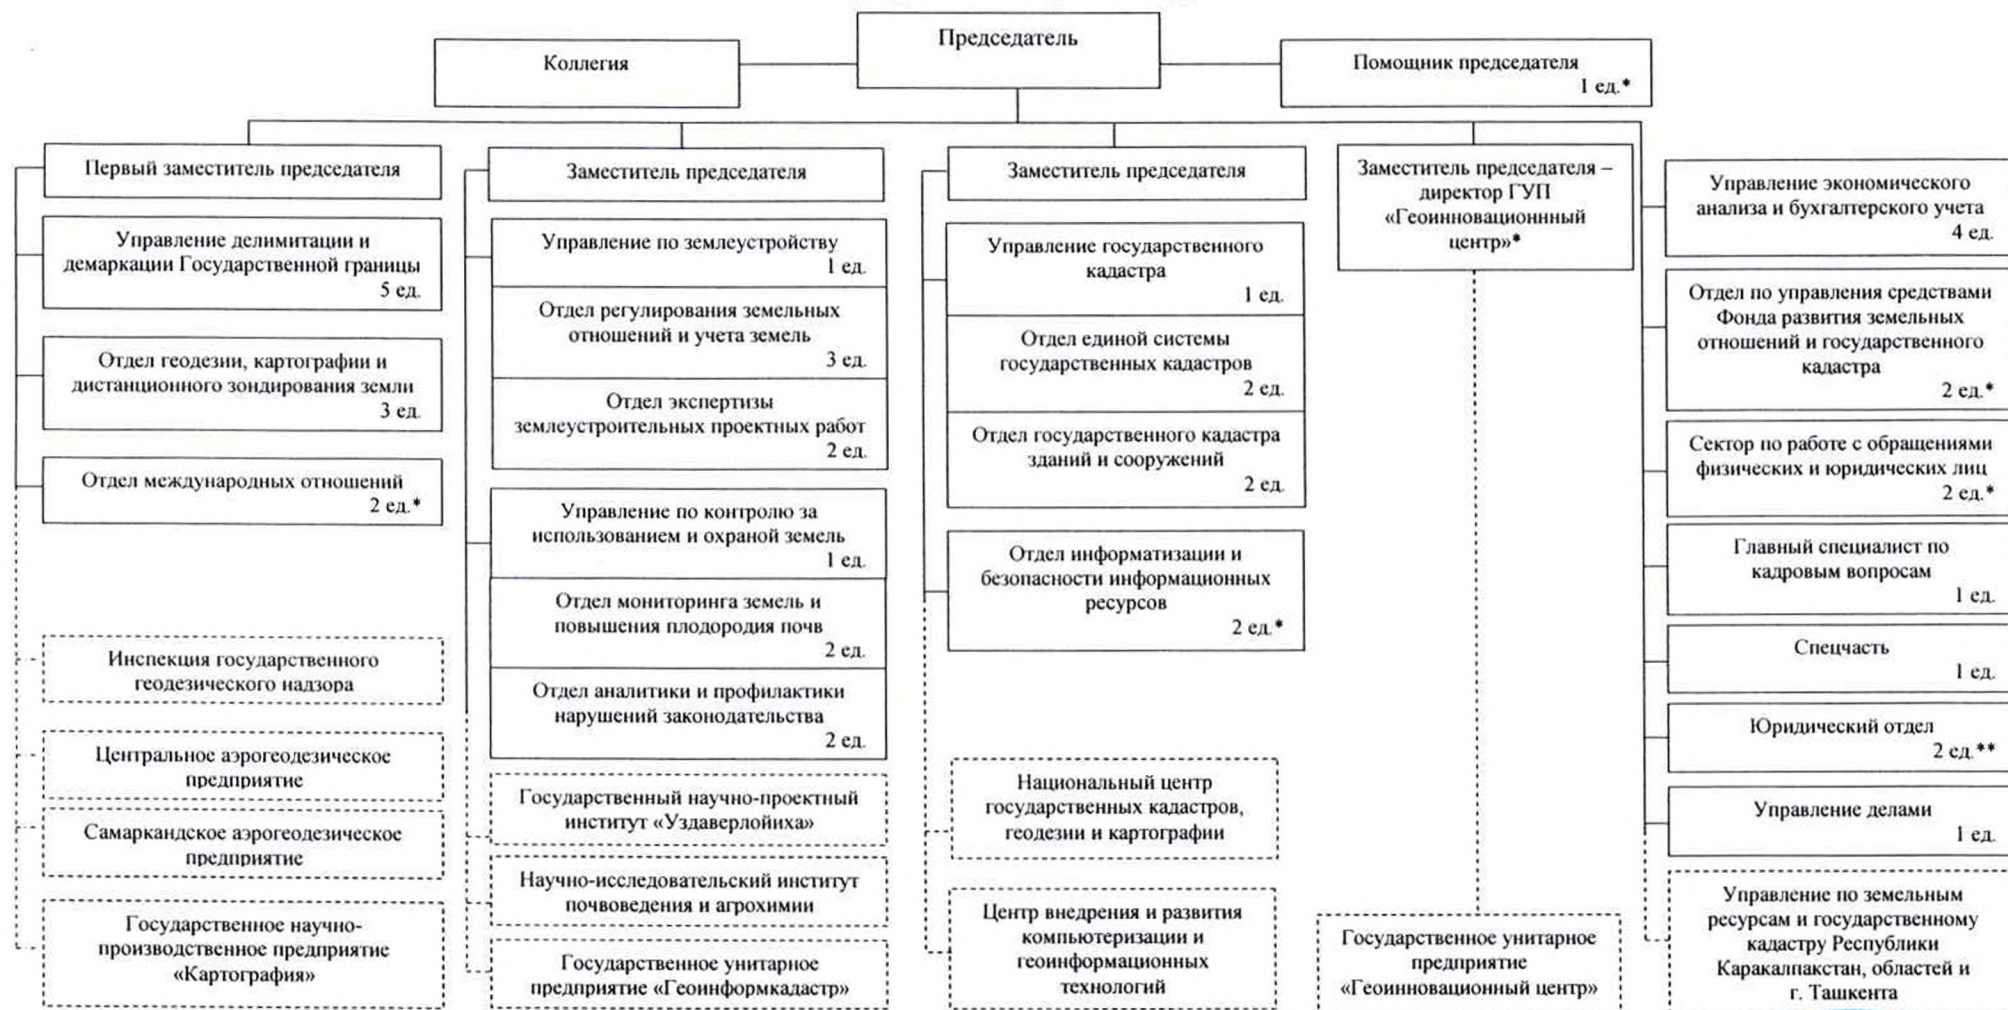 Председатель
Коллегия
Помощник председателя
1 ед.*
Первый заместитель председателя
Управление делимитации и
демаркации Государственной границы
5 ед.
Отдел геодезии, картографии и
дистанционного зондирования земли
3 ед.
Отдел международных отношений
2 ед.*
Инспекция государственного
геодезического надзора
Центральное аэрогеодезическое
предприятие
Самаркандское аэрогеодезическое
предприятие
Государственное научно-
производственное предприятие
«Картография»
Заместитель председателя
Управление по землеустройству
1 ед.
Отдел регулирования земельных
отношений и учета земель
3 ед.
Отдел экспертизы
землеустроительных проектных работ
2 ед.
Управление по контролю за
использованием и охраной земель
1 ед.
Отдел мониторинга земель и
повышения плодородия почв
2 ед.
Отдел аналитики и профилактики
нарушений законодательства
2 ед.
Государственный научно-проектный
институт «Уздаверлойиха»
Научно-исследовательский институт
почвоведения и агрохимии
Государственное унитарное
предприятие «Геоинформкадастр»
Заместитель председателя
Управление государственного
кадастра
1 ед.
Отдел единой системы
государственных кадастров
2 ед.
Отдел государственного кадастра
зданий и сооружений
2 ед.
Отдел информатизации и
безопасности информационных
ресурсов
2 ед.*
Национальный центр
государственных кадастров,
геодезии и картографии
Центр внедрения и развития
компьютеризации и
геоинформационных
технологий
Заместитель председателя –
директор ГУП
«Геоинновационнный
центр»*
Государственное унитарное
предприятие
«Геоинновационный центр»
Управление экономического
анализа и бухгалтерского учета
4 ед.
Отдел по управления средствами
Фонда развития земельных
отношений и государственного
кадастра
2 ед.*
Сектор по работе с обращениями
физических и юридических лиц
2 ед.*
Главный специалист по
кадровым вопросам
1 ед.
Спецчасть
1 ед.
Юридический отдел
2 ед.**
Управление делами
1 ед.
Управление по земельным
ресурсам и государственному
кадастру Республики
Каракалпакстан, областей и
г. Ташкента